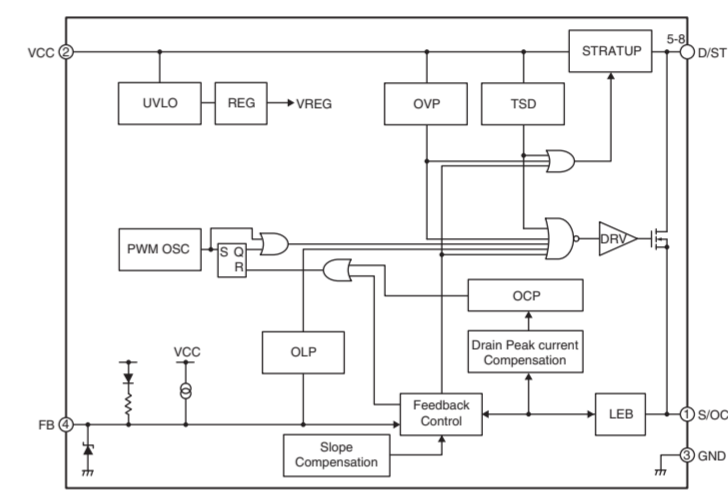 5-8
VCC 2
STRATUP
D/ST
UVLO
REG
VREG
OVP
TSD
PWM OSC
S Q
R
DRV
OCP
Drain Peak current
Compensation
OLP
VCC
FB 4
Feedback
Control
LEB
1 S/OC
Slope
Compensation
3 GND